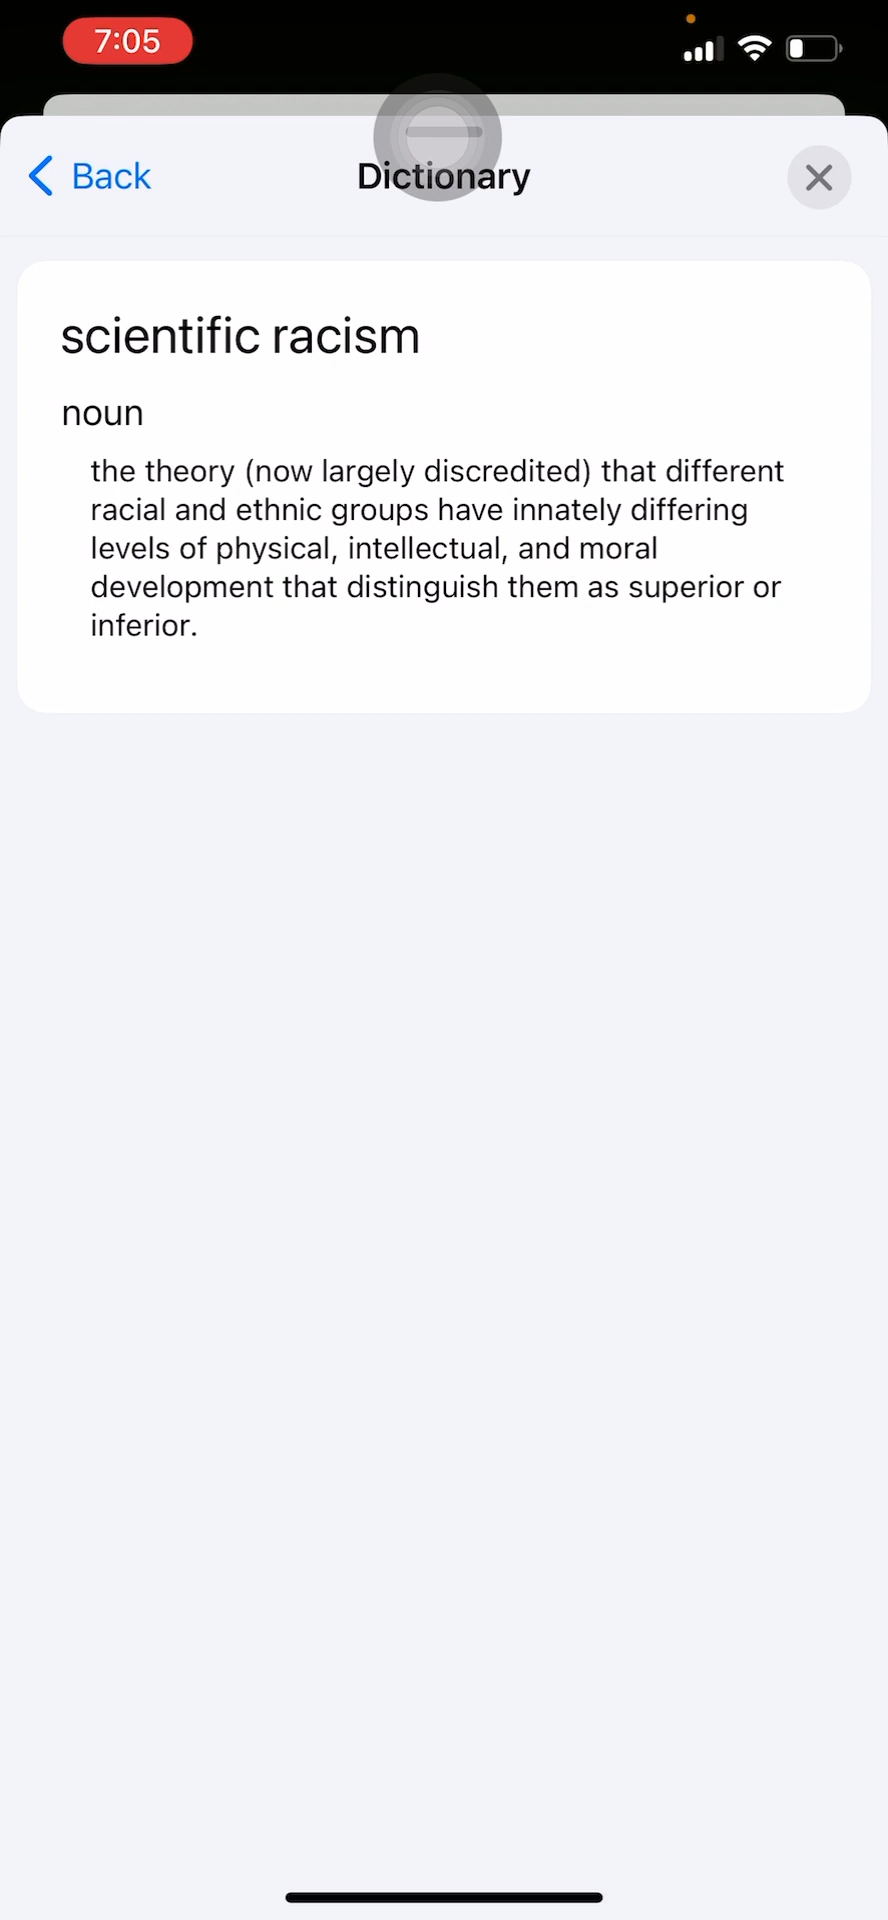 7:05
Back
Dictionary
scientific racism
noun
the theory (now largely discredited) that different
racial and ethnic groups have innately differing
levels of physical, intellectual, and moral
development that distinguish them as superior or
inferior.